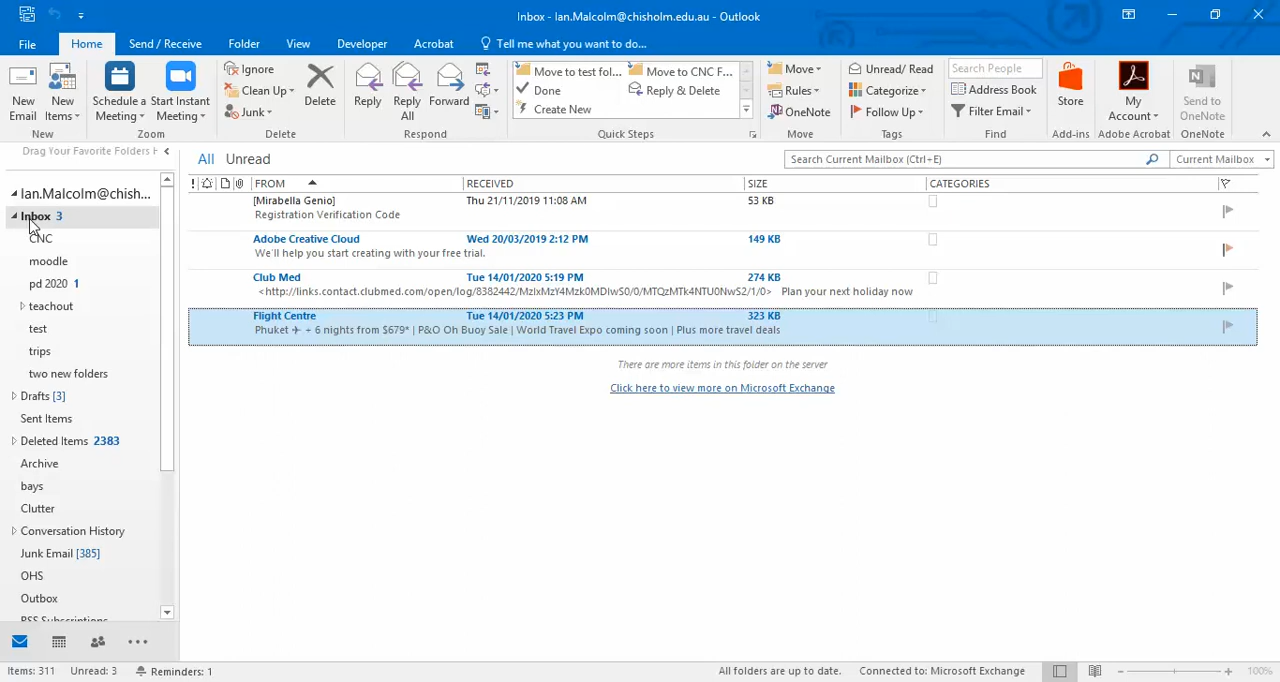 Inbox - Ian.Malcolm@chisholm.edu.au - Outlook
File Home Send / Receive Folder View Developer Acrobat Tell me what you want to do...
New Email
New Items
Schedule a Meeting
Start Instant Meeting
Ignore
Clean Up
Junk
Delete
Reply
Reply All
Forward
Move to test fol...
Move to CNC F...
Done
Reply & Delete
Create New
Move
Rules
OneNote
Unread/ Read
Categorize
Follow Up
Search People
Address Book
Filter Email
Store
My Account
Send to OneNote
New Zoom Delete Respond Quick Steps Move Tags Find Add-ins Adobe Acrobat OneNote
Drag Your Favorite Folders H
All Unread
Search Current Mailbox (Ctrl+E) Current Mailbox
Ian.Malcolm@chish...
Inbox 3
CNC
moodle
pd 2020 1
teachout
test
trips
two new folders
Drafts [3]
Sent Items
Deleted Items 2383
Archive
bays
Clutter
Conversation History
Junk Email [385]
OHS
Outbox
RSS Subscriptions
! FROM RECEIVED SIZE CATEGORIES
[Mirabella Genio] Thu 21/11/2019 11:08 AM 53 KB
Registration Verification Code
Adobe Creative Cloud Wed 20/03/2019 2:12 PM 149 KB
We'll help you start creating with your free trial.
Club Med Tue 14/01/2020 5:19 PM 274 KB
<http://links.contact.clubmed.com/open/log/8382442/MzIxMzY4Mzk0MDIwS0/0/MTQzMTk4NTU0NwS2/1/0> Plan your next holiday now
Flight Centre Tue 14/01/2020 5:23 PM 323 KB
Phuket ✈ + 6 nights from $679* | P&O Oh Buoy Sale | World Travel Expo coming soon | Plus more travel deals
There are more items in this folder on the server
Click here to view more on Microsoft Exchange
Items: 311 Unread: 3 Reminders: 1 All folders are up to date. Connected to: Microsoft Exchange 100%